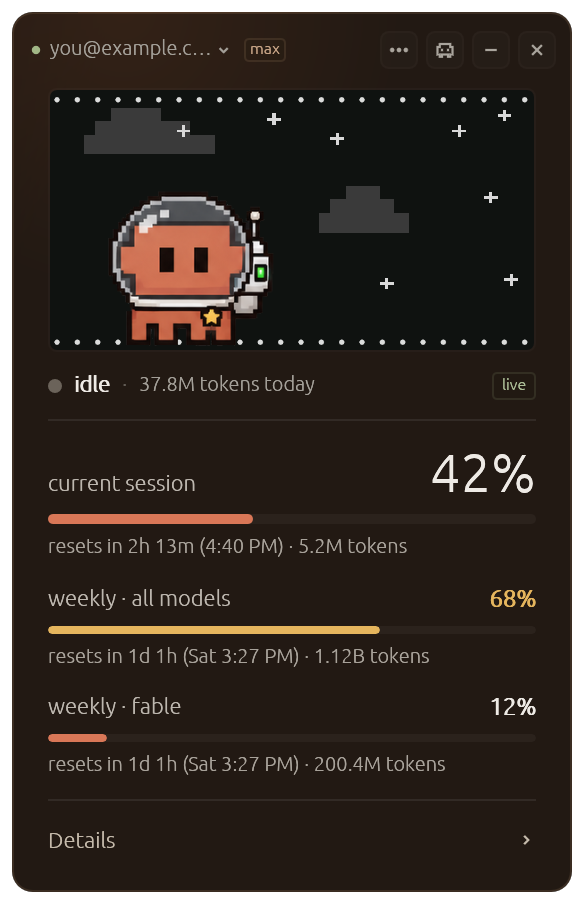 you@example.c... max
idle · 37.8M tokens today live
current session 42%
resets in 2h 13m (4:40 PM) · 5.2M tokens
weekly · all models 68%
resets in 1d 1h (Sat 3:27 PM) · 1.12B tokens
weekly · fable 12%
resets in 1d 1h (Sat 3:27 PM) · 200.4M tokens
Details